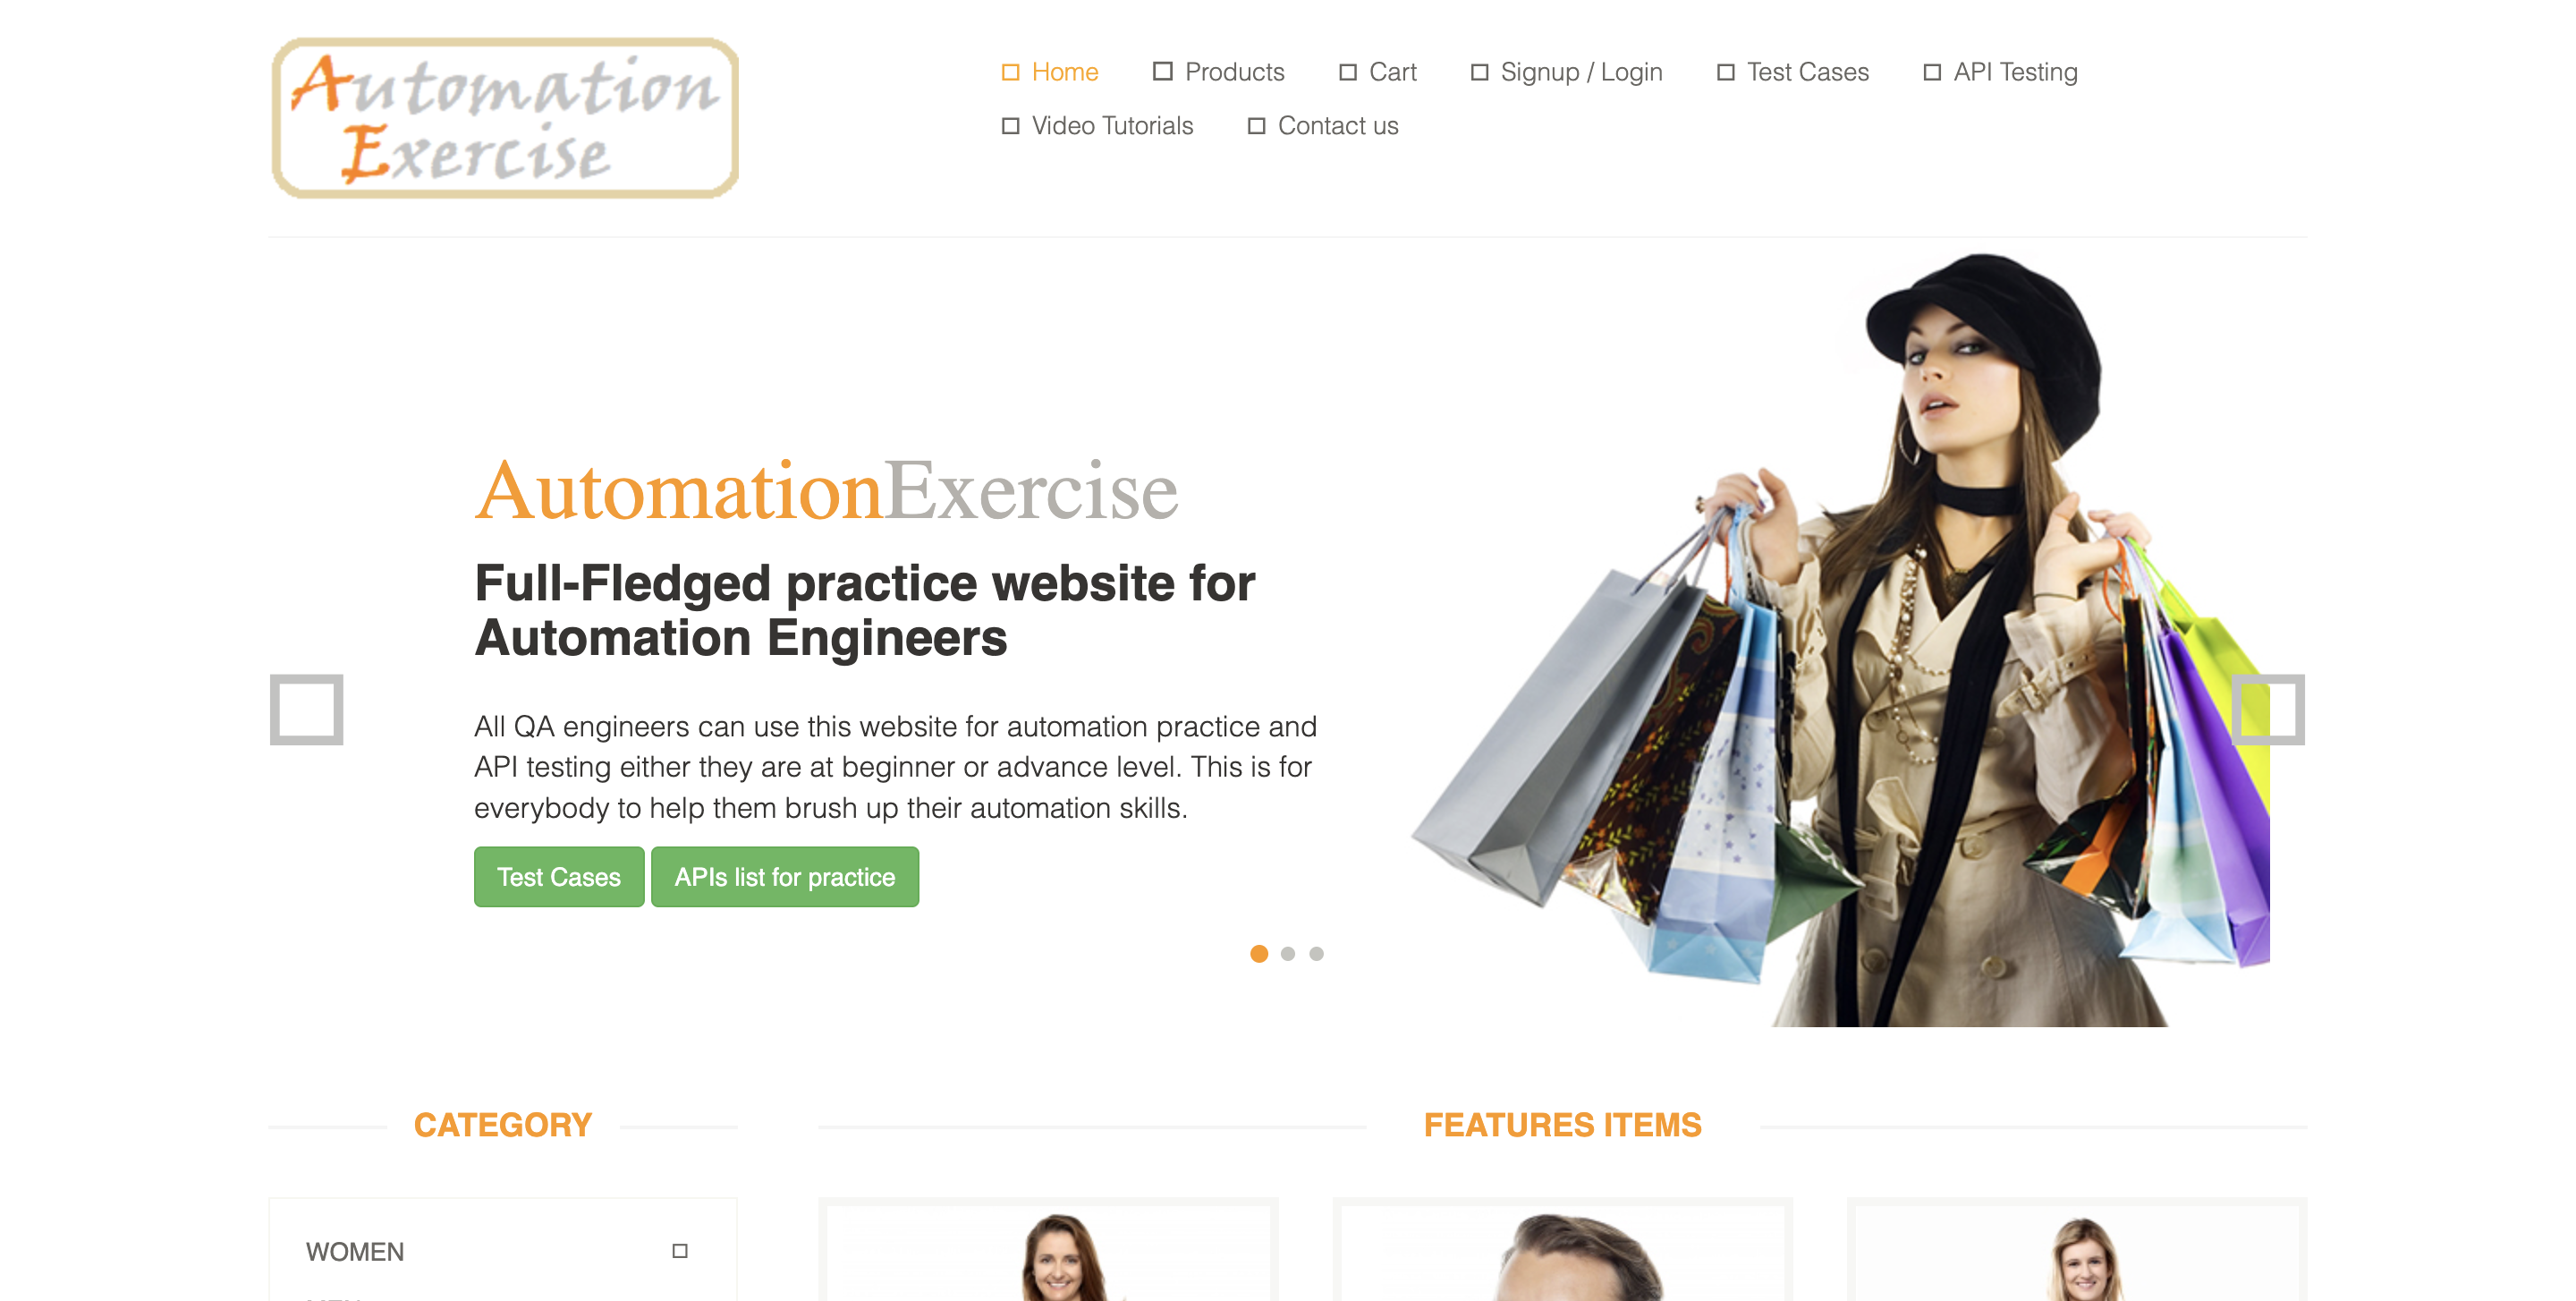 Automation
Exercise
Home Products Cart Signup / Login Test Cases API Testing
Video Tutorials Contact us
AutomationExercise
Full-Fledged practice website for
Automation Engineers
All QA engineers can use this website for automation practice and
API testing either they are at beginner or advance level. This is for
everybody to help them brush up their automation skills.
Test Cases APIs list for practice
CATEGORY
FEATURES ITEMS
WOMEN